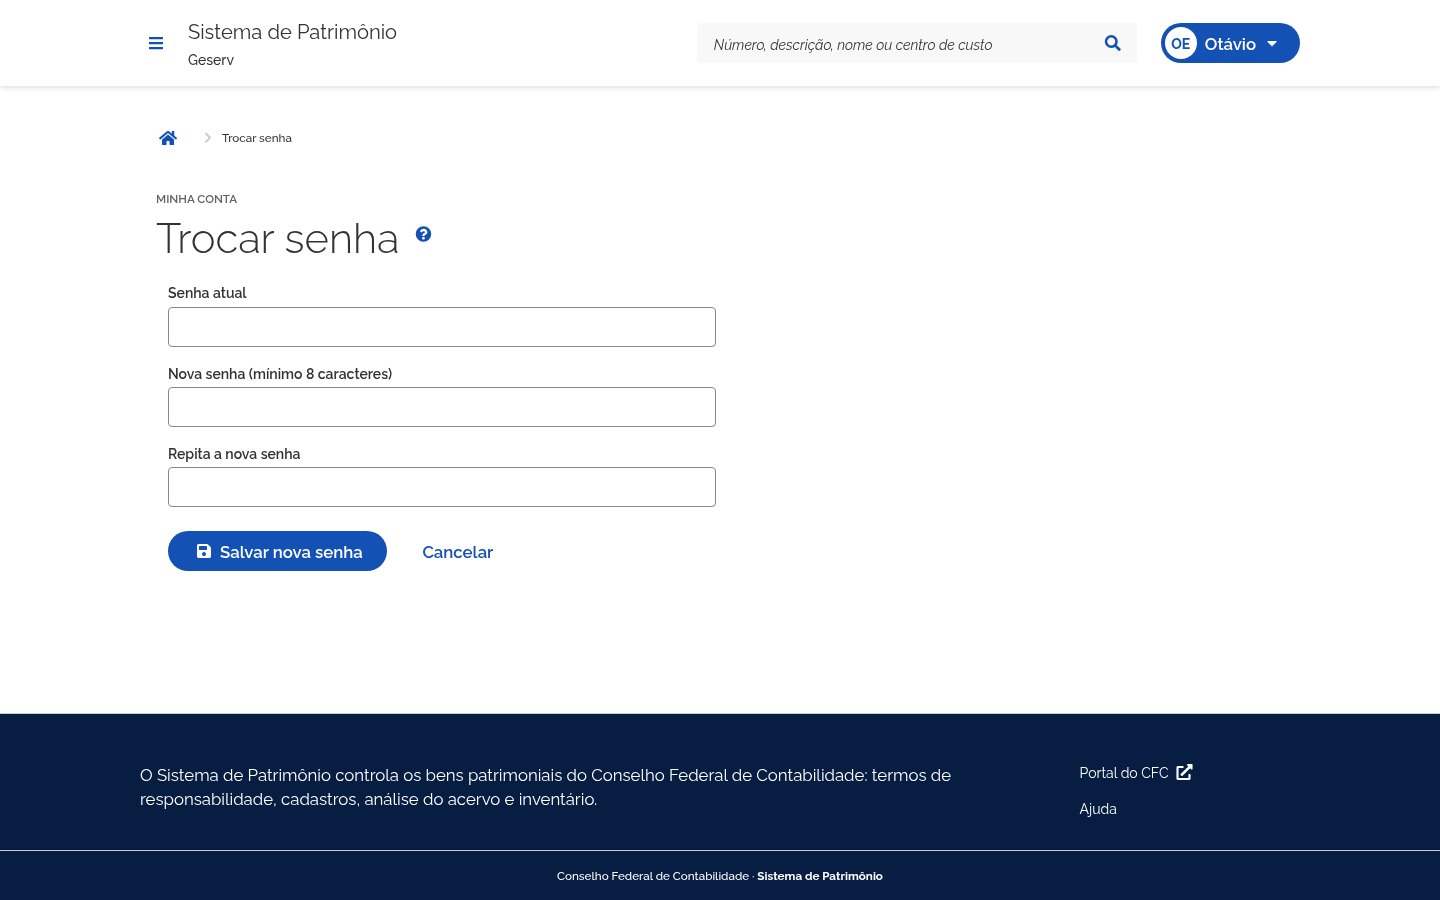 Sistema de Patrimônio
Geserv
Número, descrição, nome ou centro de custo
OE Otávio
Trocar senha
MINHA CONTA
Trocar senha
Senha atual
Nova senha (mínimo 8 caracteres)
Repita a nova senha
Salvar nova senha
Cancelar
O Sistema de Patrimônio controla os bens patrimoniais do Conselho Federal de Contabilidade: termos de
responsabilidade, cadastros, análise do acervo e inventário.
Portal do CFC
Ajuda
Conselho Federal de Contabilidade · Sistema de Patrimônio